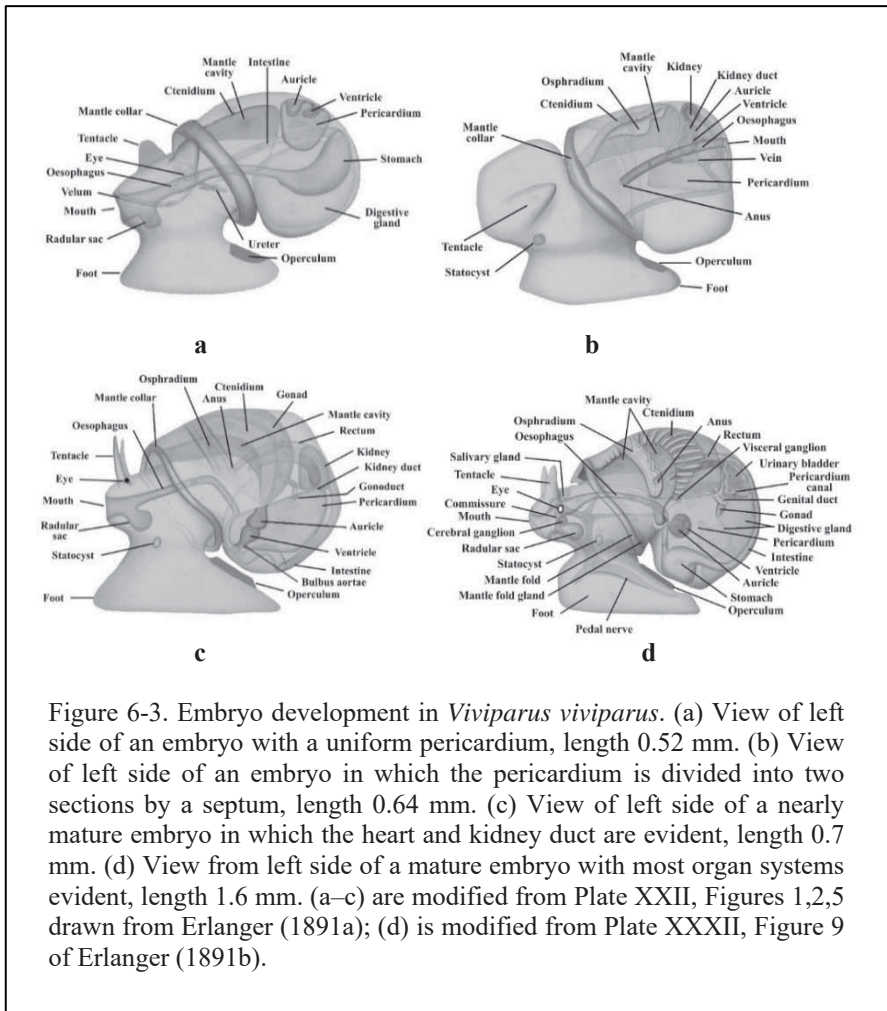 Mantle
cavity
Intestine
Ctenidium
Auricle
Ventricle
Mantle collar
Pericardium
Tentacle
Eye
Stomach
Oesophagus
Velum
Mouth
Digestive
gland
Radular sac
Ureter
Operculum
Foot
a
Mantle
cavity
Kidney
Osphradium
Kidney duct
Ctenidium
Auricle
Ventricle
Oesophagus
Mantle
collar
Mouth
Vein
Pericardium
Anus
Tentacle
Statocyst
Operculum
Foot
b
Osphradium
Ctenidium
Mantle collar
Anus
Gonad
Oesophagus
Mantle cavity
Rectum
Tentacle
Kidney
Eye
Kidney duct
Mouth
Gonoduct
Pericardium
Radular
sac
Auricle
Statocyst
Ventricle
Intestine
Bulbus aortae
Operculum
Foot
c
Mantle cavity
Ctenidium
Osphradium
Anus
Oesophagus
Rectum
Salivary gland
Visceral ganglion
Tentacle
Urinary bladder
Eye
Pericardium
canal
Commissure
Genital duct
Mouth
Gonad
Cerebral ganglion
Digestive gland
Radular sac
Pericardium
Statocyst
Intestine
Mantle fold
Ventricle
Mantle fold gland
Auricle
Foot
Stomach
Operculum
Pedal nerve
d
Figure 6-3. Embryo development in Viviparus viviparus. (a) View of left
side of an embryo with a uniform pericardium, length 0.52 mm. (b) View
of left side of an embryo in which the pericardium is divided into two
sections by a septum, length 0.64 mm. (c) View of left side of a nearly
mature embryo in which the heart and kidney duct are evident, length 0.7
mm. (d) View from left side of a mature embryo with most organ systems
evident, length 1.6 mm. (a–c) are modified from Plate XXII, Figures 1,2,5
drawn from Erlanger (1891a); (d) is modified from Plate XXXII, Figure 9
of Erlanger (1891b).